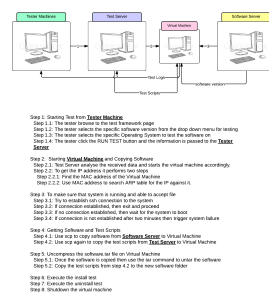 Tester Machines
Test Server
Virtual Machine
Software Server
Test Logs
software version
Test Scripts
Step 1: Starting Test from Tester Machine
Step 1.1: The tester browse to the test framework page
Step 1.2: The tester selects the specific software version from the drop down menu for testing
Step 1.3: The tester selects the specific Operating System to test the software on
Step 1.4: The tester click the RUN TEST button and the information is passed to the Tester
Server
Step 2: Starting Virtual Machine and Copying Software
Step 2.1: Test Server analyse the received data and starts the virtual machine accordingly.
Step 2.2: To get the IP address it performs two steps
Step 2.2.1: Find the MAC address of the Virtual Machine
Step 2.2.2: Use MAC address to search ARP table for the IP against it.
Step 3: To make sure that system is running and able to accept file
Step 3.1: Try to establish ssh connection to the system
Step 3.2: If connection established, then exit and proceed
Step 3.3: If no connection established, then wait for the system to boot
Step 3.4: If connection is not established after two minutes then trigger system failure
Step 4: Getting Software and Test Scripts
Step 4.1: Use scp to copy software from Software Server to Virtual Machine
Step 4.2: Use scp again to copy the test scripts from Test Server to Virtual Machine
Step 5: Uncompress the software.tar file on Virtual Machine
Step 5.1: Once the software is copied then use the tar command to untar the software
Step 5.2: Copy the test scripts from step 4.2 to the new software folder
Step 6: Execute the install test
Step 7: Execute the uninstall test
Step 8: Shutdown the virtual machine